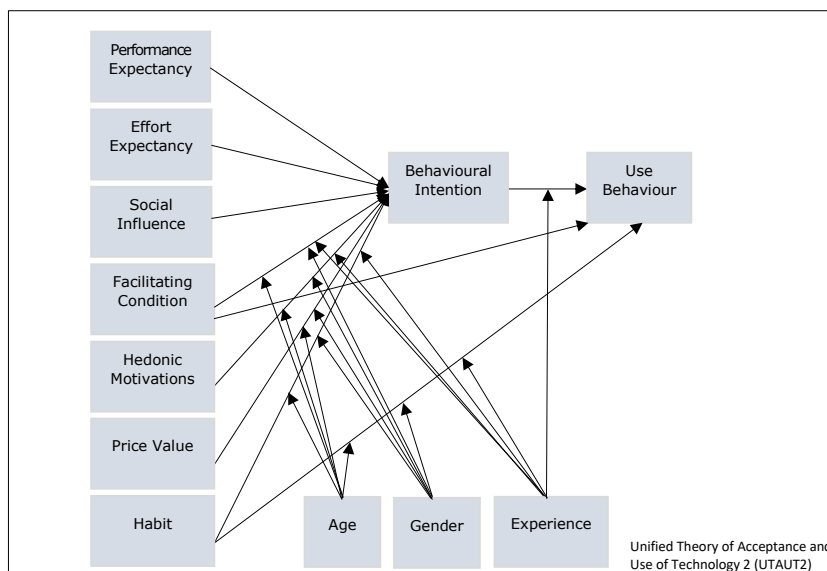 Performance
Expectancy
Effort
Expectancy
Social
Influence
Facilitating
Condition
Hedonic
Motivations
Price Value
Habit
Behavioural
Intention
Use
Behaviour
Age
Gender
Experience
Unified Theory of Acceptance and
Use of Technology 2 (UTAUT2)